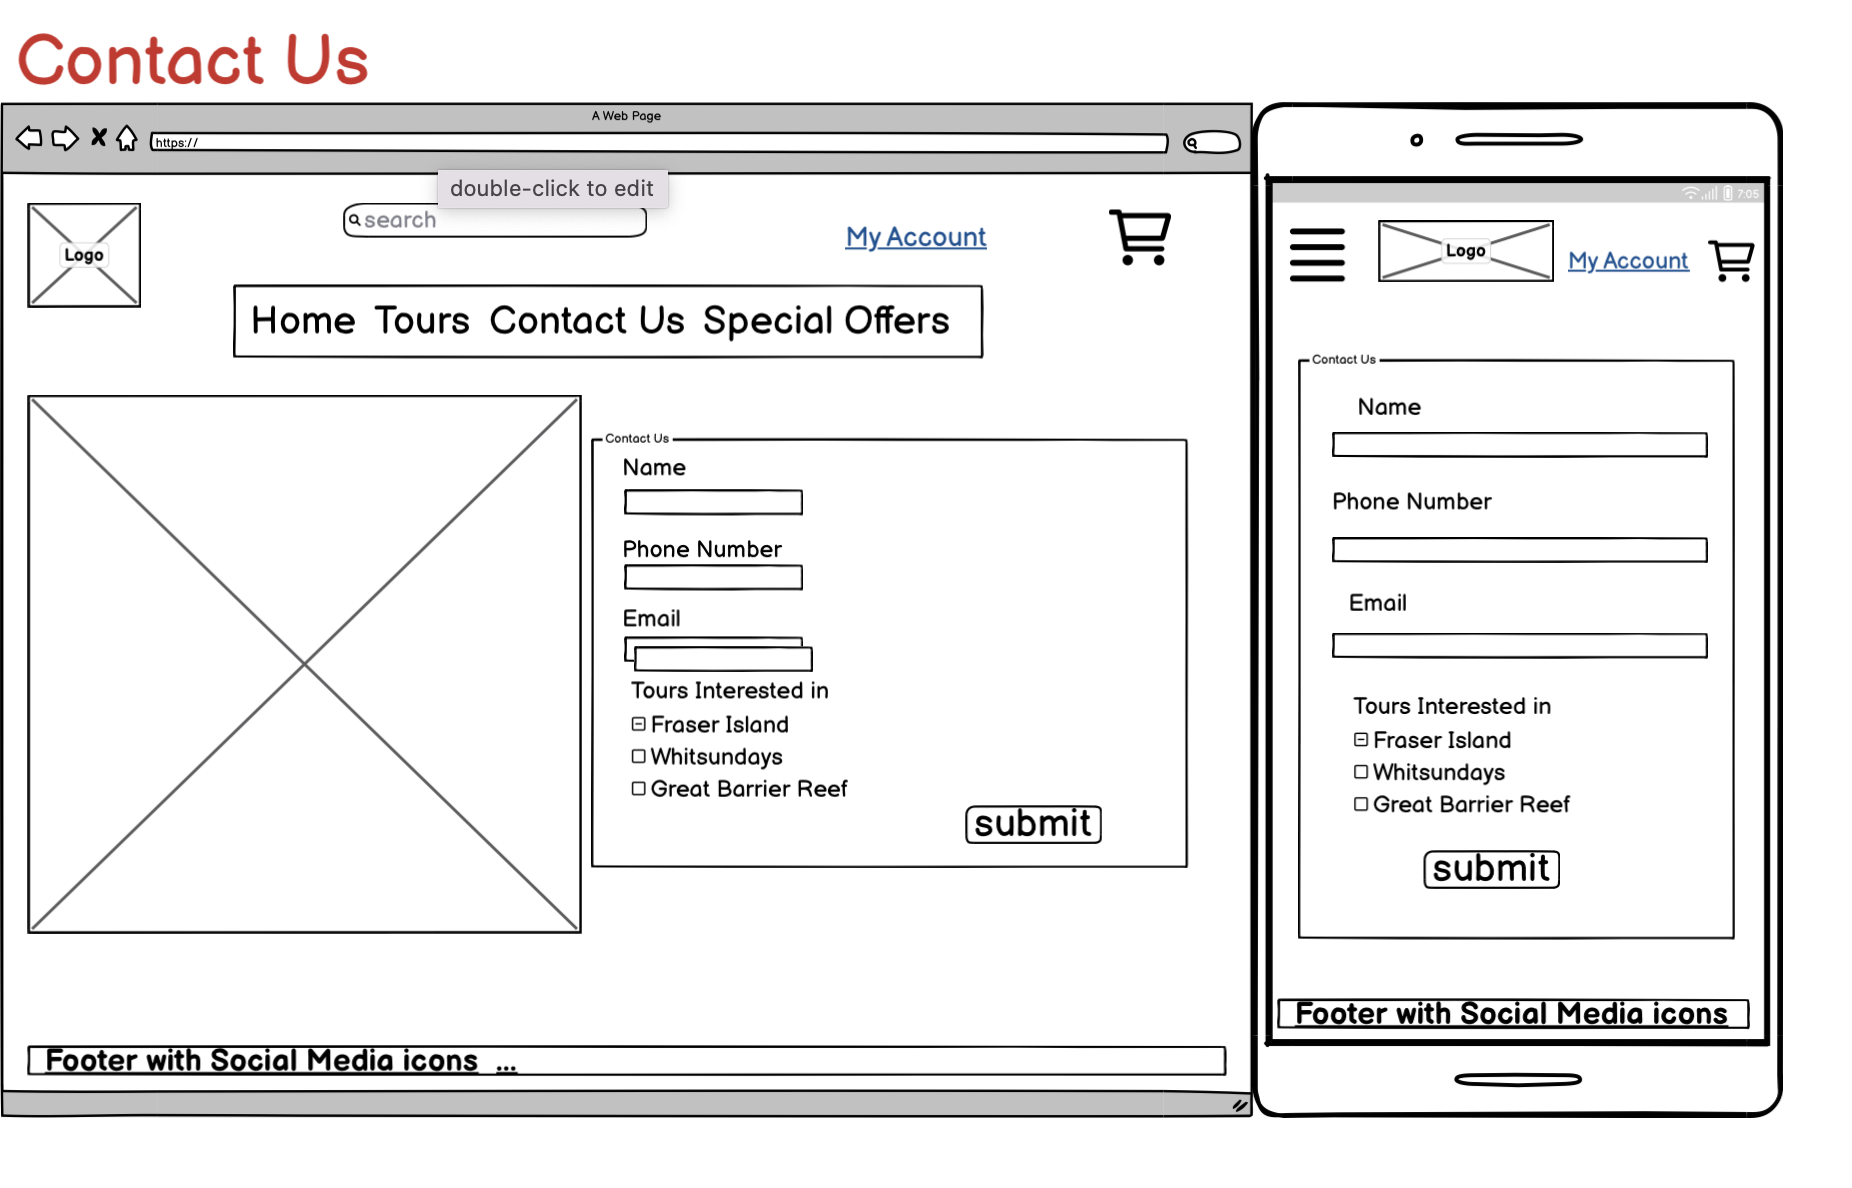 Contact Us
A Web Page
https://
double-click to edit
search
My Account
Logo
Home Tours Contact Us Special Offers
Contact Us
Name
Phone Number
Email
Tours Interested in
Fraser Island
Whitsundays
Great Barrier Reef
submit
Footer with Social Media icons ...
7:05
Logo
My Account
Contact Us
Name
Phone Number
Email
Tours Interested in
Fraser Island
Whitsundays
Great Barrier Reef
submit
Footer with Social Media icons